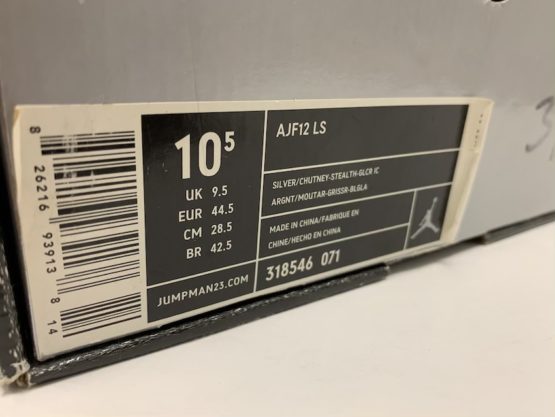 8 26216 93913 8 14
10⁵
UK 9.5
EUR 44.5
CM 28.5
BR 42.5
JUMPMAN23.COM
AJF12 LS
SILVER/CHUTNEY-STEALTH-GLCR IC
ARGNT/MOUTAR-GRISSR-BLGLA
MADE IN CHINA/FABRIQUE EN
CHINE/HECHO EN CHINA
318546 071